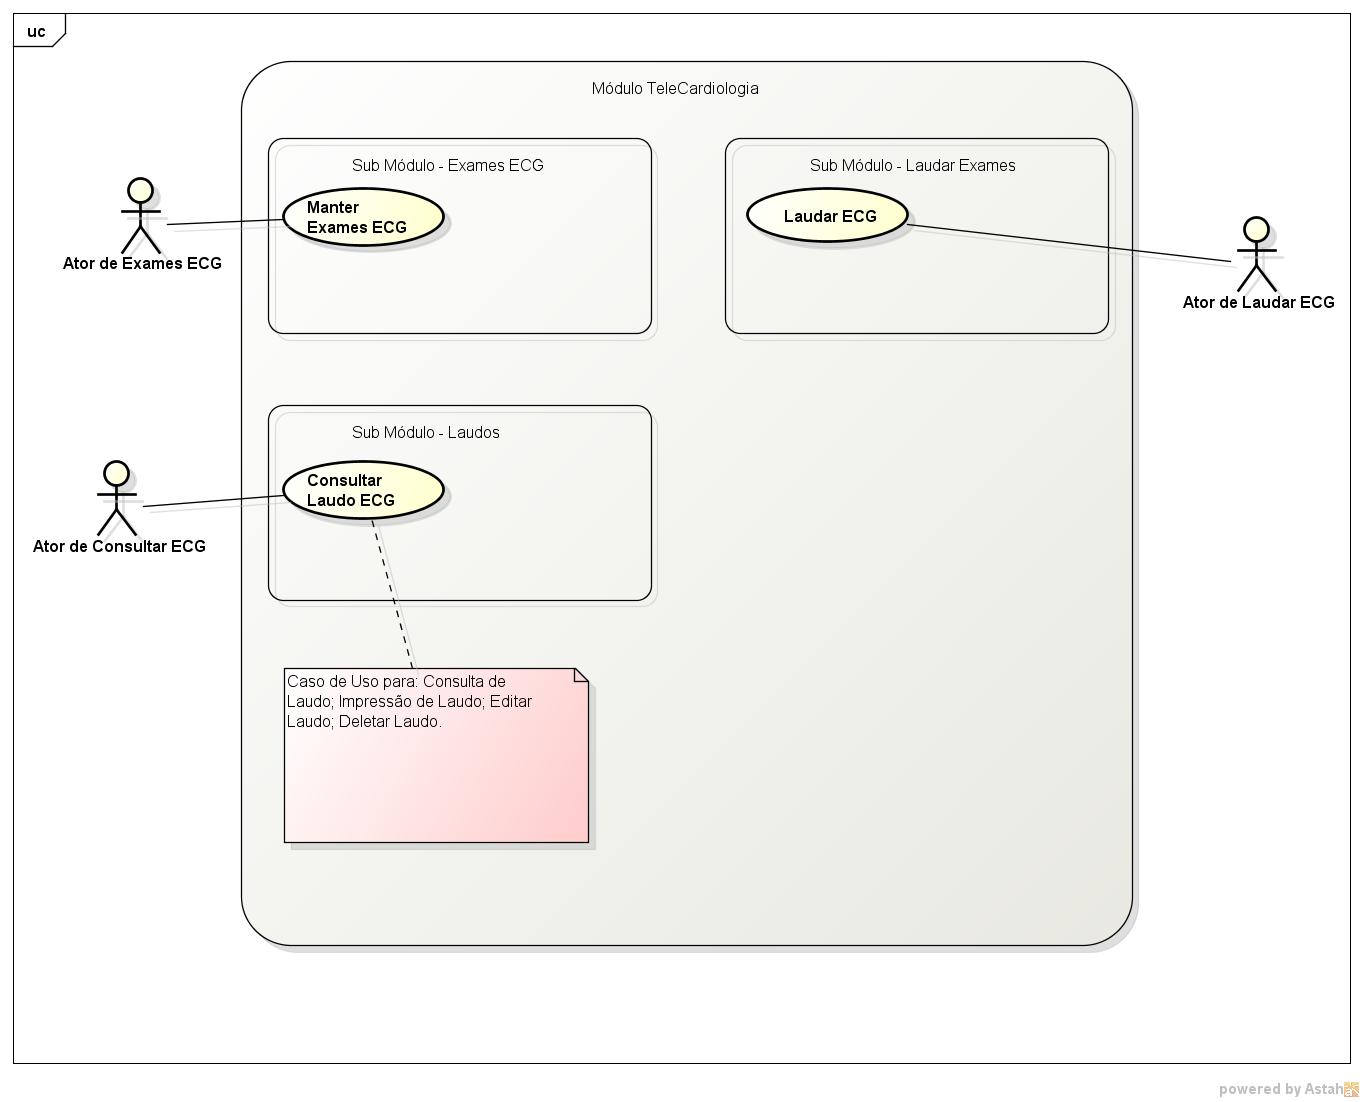 uc
Módulo TeleCardiologia
Sub Módulo - Exames ECG
Manter
Exames ECG
Ator de Exames ECG
Sub Módulo - Laudar Exames
Laudar ECG
Ator de Laudar ECG
Sub Módulo - Laudos
Consultar
Laudo ECG
Ator de Consultar ECG
Caso de Uso para: Consulta de
Laudo; Impressão de Laudo; Editar
Laudo; Deletar Laudo.
powered by Astah